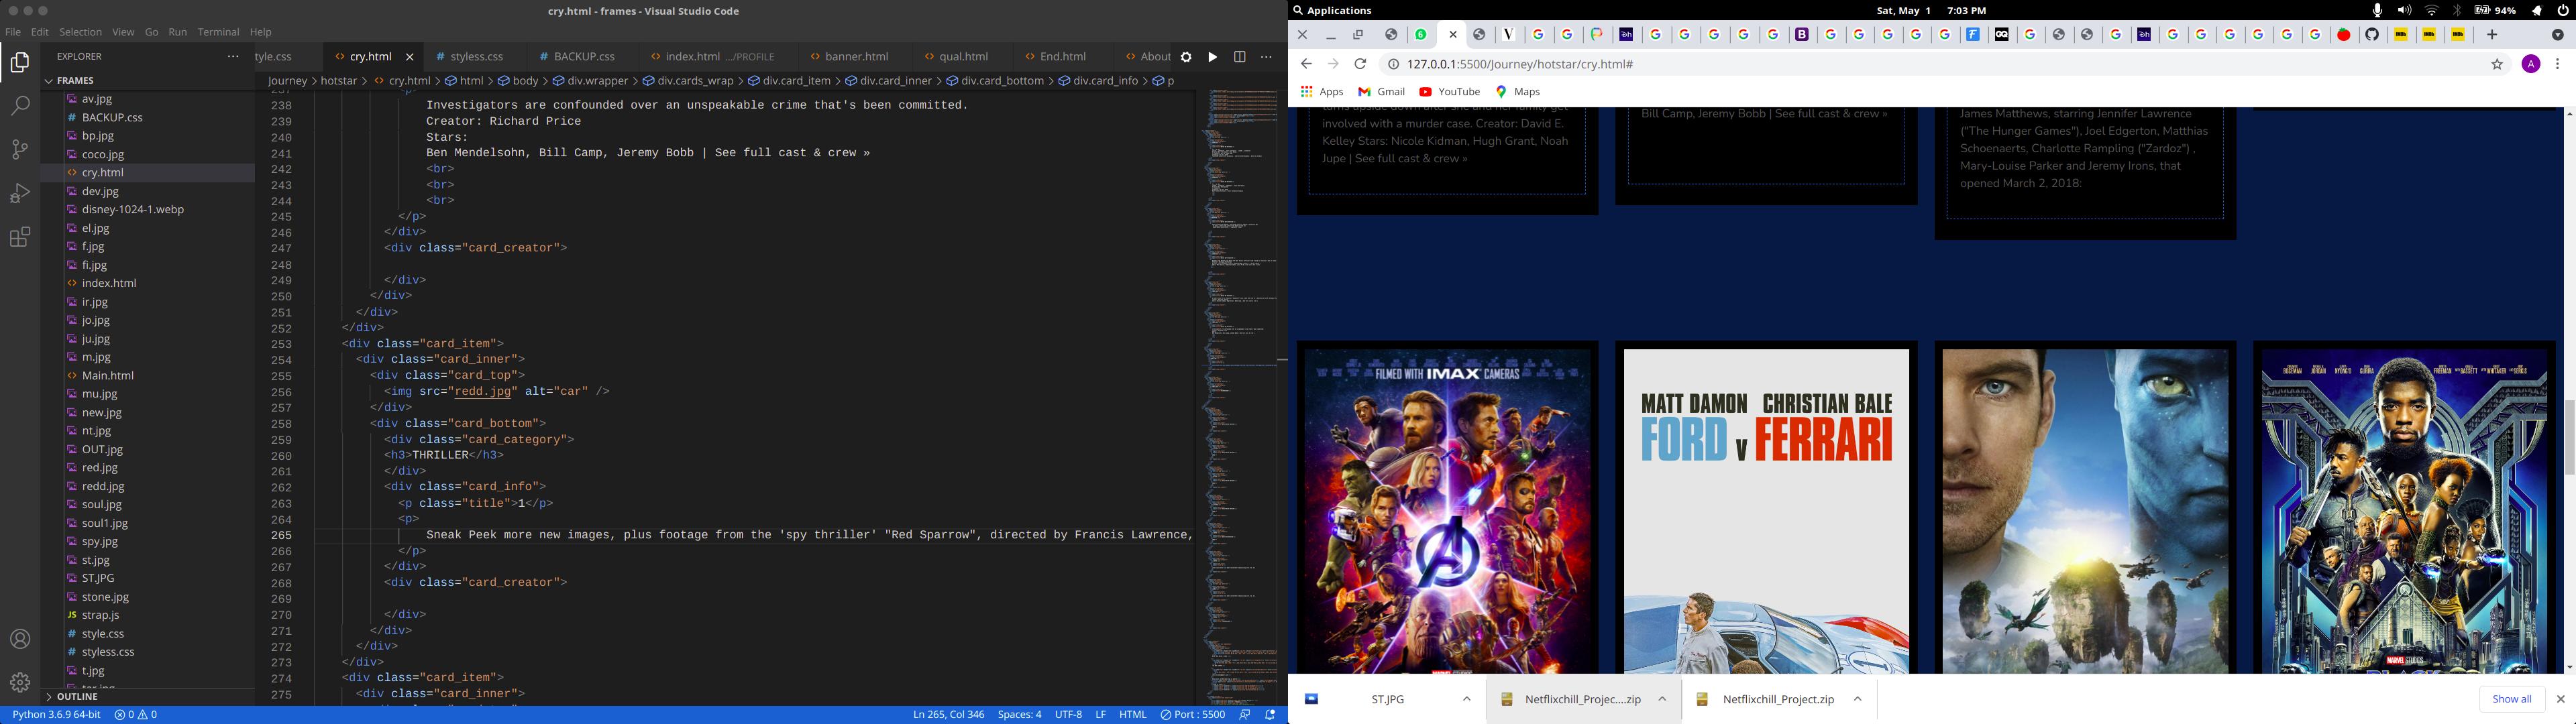 cry.html - frames - Visual Studio Code
File Edit Selection View Go Run Terminal Help
EXPLORER
FRAMES
av.jpg
BACKUP.css
bp.jpg
coco.jpg
cry.html
dev.jpg
disney-1024-1.webp
el.jpg
f.jpg
fi.jpg
index.html
ir.jpg
jo.jpg
ju.jpg
m.jpg
Main.html
mu.jpg
new.jpg
nt.jpg
OUT.jpg
red.jpg
redd.jpg
soul.jpg
soul1.jpg
spy.jpg
st.jpg
ST.JPG
stone.jpg
strap.js
style.css
styless.css
t.jpg
OUTLINE
tyle.css cry.html styless.css BACKUP.css index.html .../PROFILE banner.html qual.html End.html About
Journey > hotstar > cry.html > html > body > div.wrapper > div.cards_wrap > div.card_item > div.card_inner > div.card_bottom > div.card_info > p
237 <p>
238 Investigators are confounded over an unspeakable crime that's been committed.
239 Creator: Richard Price
240 Stars:
241 Ben Mendelsohn, Bill Camp, Jeremy Bobb | See full cast & crew »
242 <br>
243 <br>
244 <br>
245 </p>
246 </div>
247 <div class="card_creator">
248
249 </div>
250 </div>
251 </div>
252 </div>
253 <div class="card_item">
254 <div class="card_inner">
255 <div class="card_top">
256 <img src="redd.jpg" alt="car" />
257 </div>
258 <div class="card_bottom">
259 <div class="card_category">
260 <h3>THRILLER</h3>
261 </div>
262 <div class="card_info">
263 <p class="title">1</p>
264 <p>
265 Sneak Peek more new images, plus footage from the 'spy thriller' "Red Sparrow", directed by Francis Lawrence,
266 </p>
267 </div>
268 <div class="card_creator">
269
270 </div>
271 </div>
272 </div>
273 </div>
274 <div class="card_item">
275 <div class="card_inner">
Python 3.6.9 64-bit 0 0 Ln 265, Col 346 Spaces: 4 UTF-8 LF HTML Port : 5500
Applications Sat, May 1 7:03 PM 94%
127.0.0.1:5500/Journey/hotstar/cry.html#
A
Apps Gmail YouTube Maps
turns upside down after she and her family get
involved with a murder case. Creator: David E.
Kelley Stars: Nicole Kidman, Hugh Grant, Noah
Jupe | See full cast & crew »
Bill Camp, Jeremy Bobb | See full cast & crew »
James Matthews, starring Jennifer Lawrence
("The Hunger Games"), Joel Edgerton, Matthias
Schoenaerts, Charlotte Rampling ("Zardoz") ,
Mary-Louise Parker and Jeremy Irons, that
opened March 2, 2018:
FILMED WITH IMAX CAMERAS
MATT DAMON CHRISTIAN BALE
FORD v FERRARI
MARVEL STUDIOS
ST.JPG Netflixchill_Projec....zip Netflixchill_Project.zip Show all